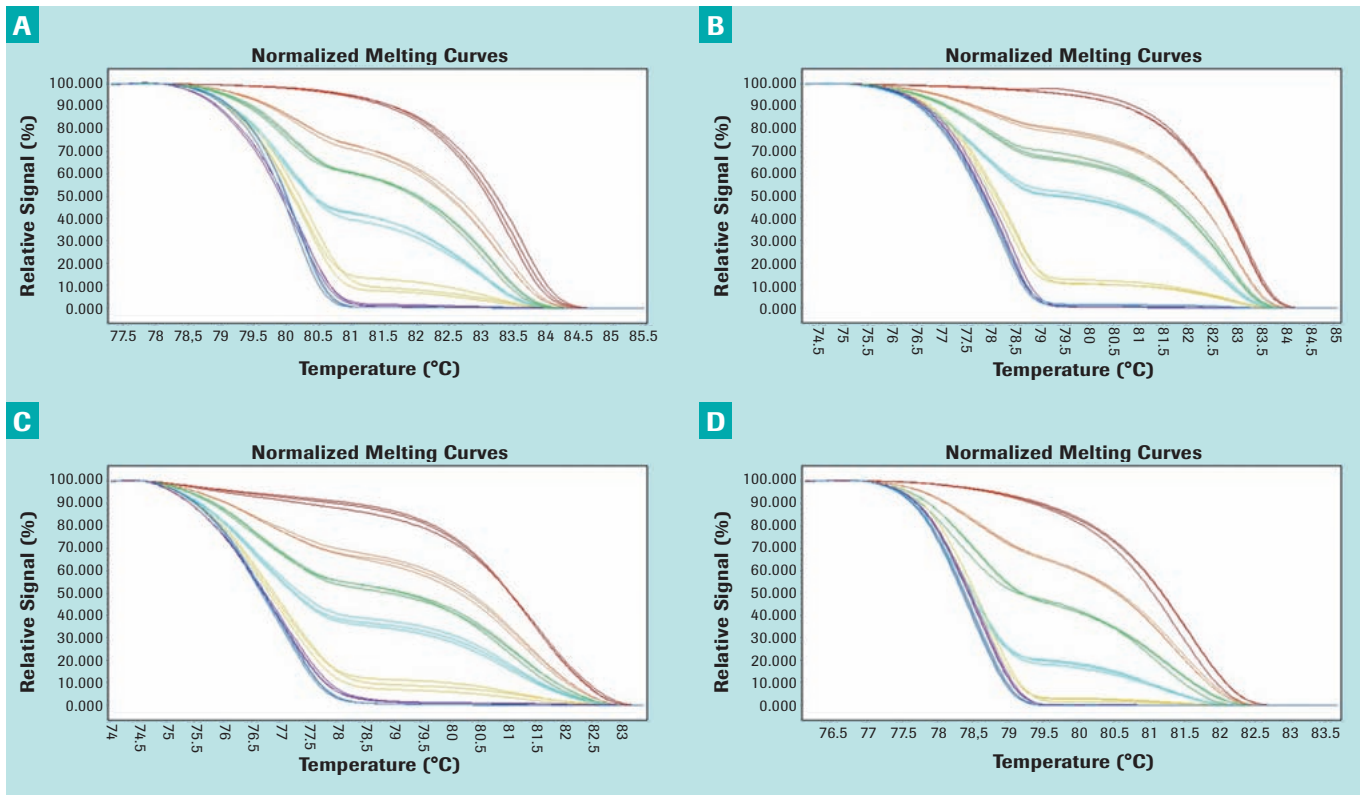 A
Normalized Melting Curves
Relative Signal (%)
100.000
90.000
80.000
70.000
60.000
50.000
40.000
30.000
20.000
10.000
0.000
77.5 78 78,5 79 79.5 80 80.5 81 81.5 82 82.5 83 83.5 84 84.5 85 85.5
Temperature (°C)
B
Normalized Melting Curves
Relative Signal (%)
100.000
90.000
80.000
70.000
60.000
50.000
40.000
30.000
20.000
10.000
0.000
74.5 75 75.5 76 76.5 77 77.5 78 78,5 79 79.5 80 80.5 81 81.5 82 82.5 83 83.5 84 84.5 85
Temperature (°C)
C
Normalized Melting Curves
Relative Signal (%)
100.000
90.000
80.000
70.000
60.000
50.000
40.000
30.000
20.000
10.000
0.000
74 74.5 75 75.5 76 76.5 77 77.5 78 78,5 79 79.5 80 80.5 81 81.5 82 82.5 83
Temperature (°C)
D
Normalized Melting Curves
Relative Signal (%)
100.000
90.000
80.000
70.000
60.000
50.000
40.000
30.000
20.000
10.000
0.000
76.5 77 77.5 78 78,5 79 79.5 80 80.5 81 81.5 82 82.5 83 83.5
Temperature (°C)